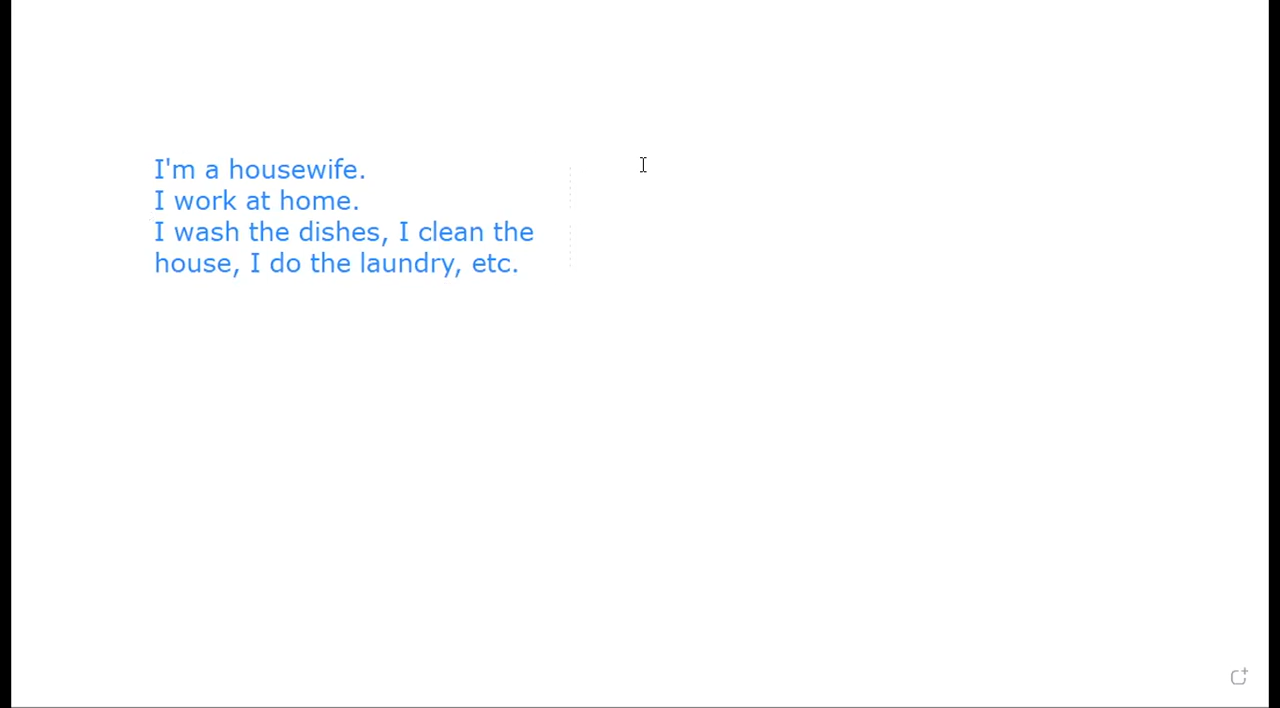 I'm a housewife.
I work at home.
I wash the dishes, I clean the
house, I do the laundry, etc.